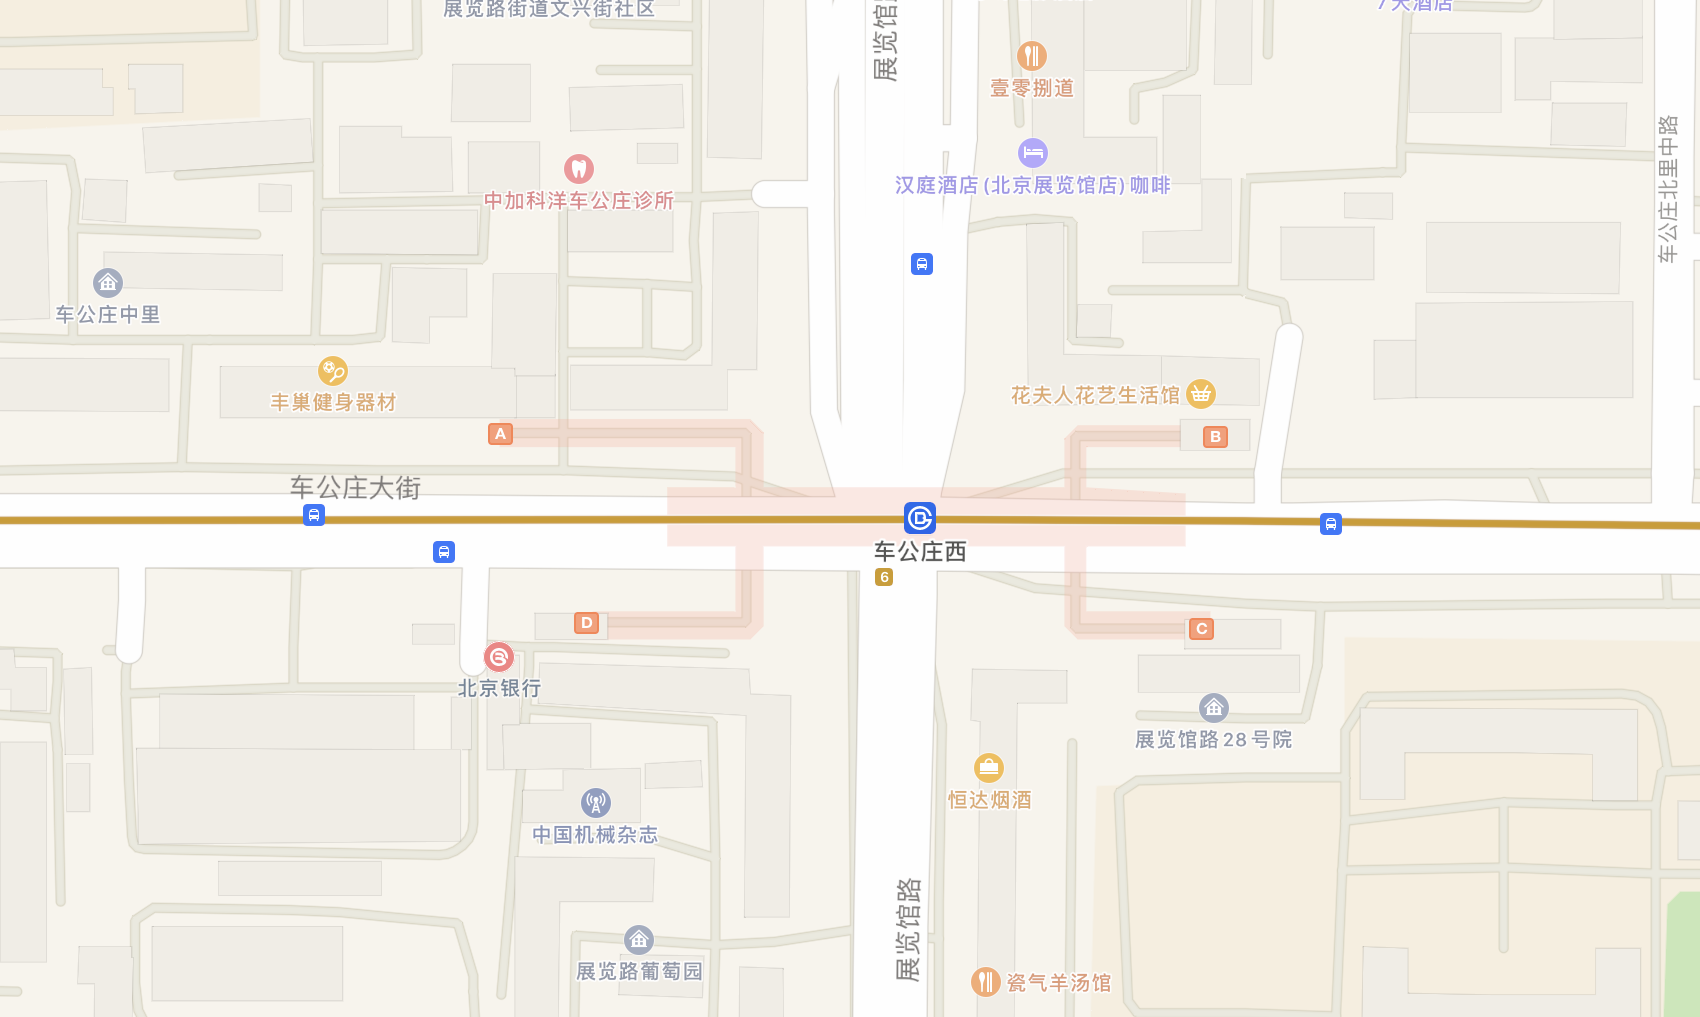 展览路街道文兴街社区
7天酒店
展览馆路
壹零捌道
车公庄北里中路
汉庭酒店(北京展览馆店)咖啡
中加科洋车公庄诊所
车公庄中里
丰巢健身器材
花夫人花艺生活馆
A
B
车公庄大街
车公庄西
6
D
C
北京银行
展览馆路28号院
恒达烟酒
中国机械杂志
展览馆路
展览路葡萄园
瓷气羊汤馆